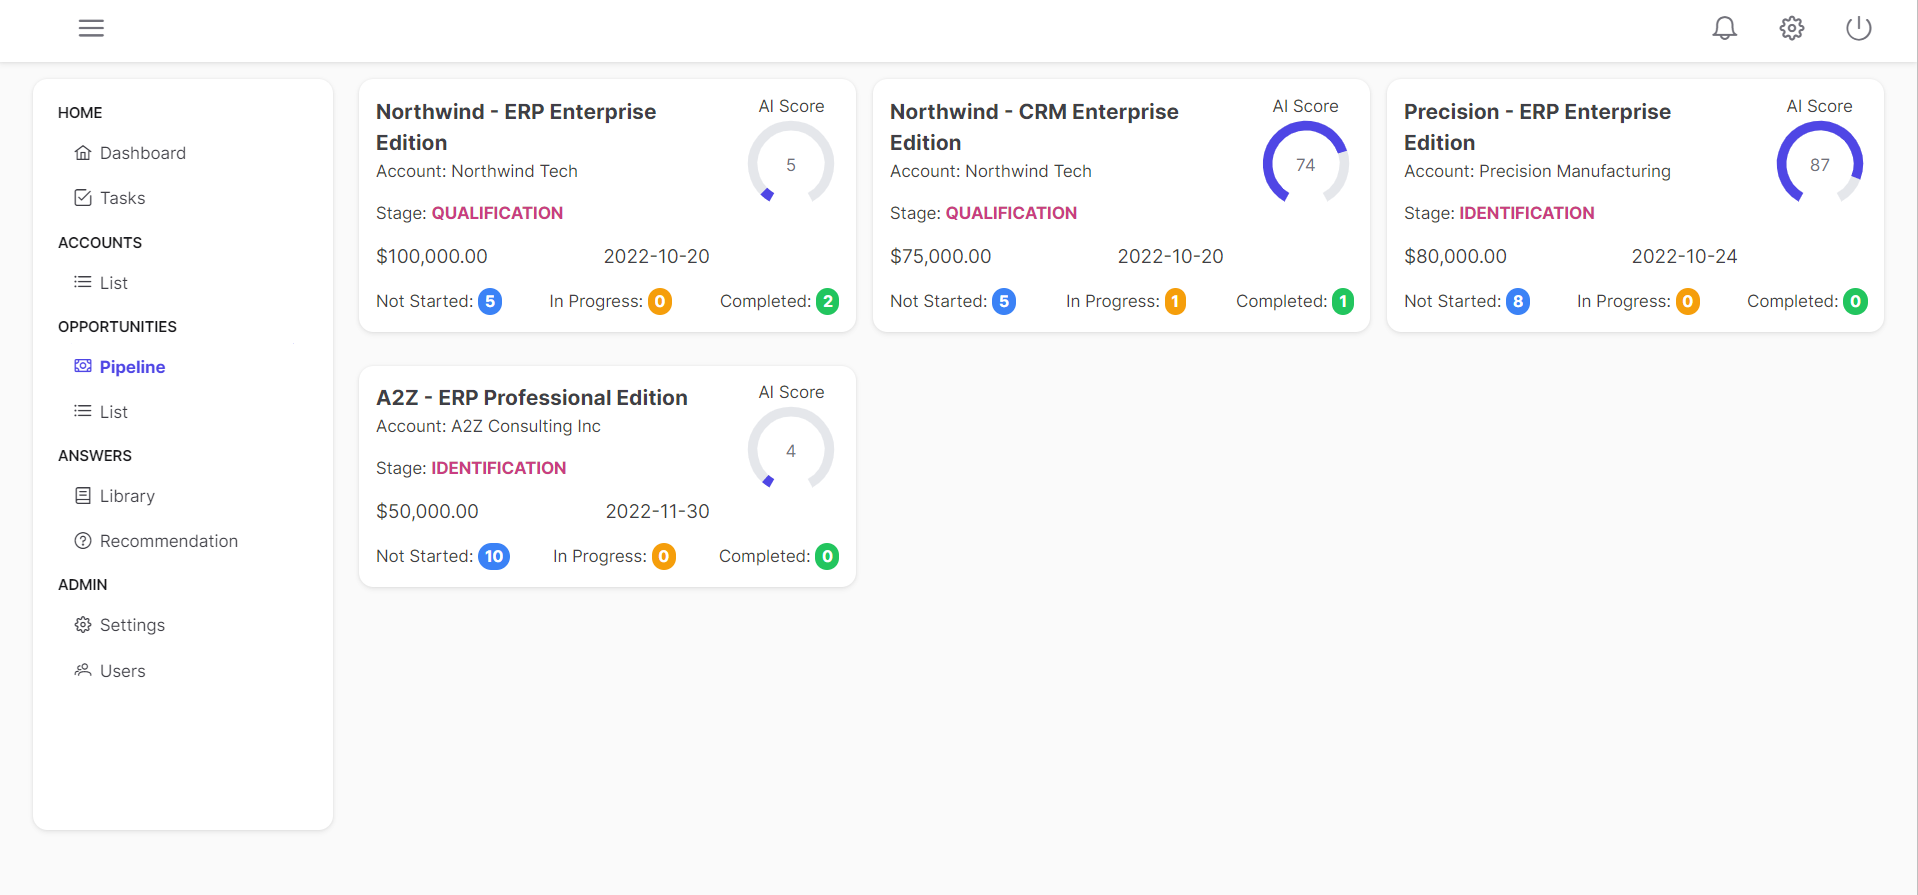 HOME
Dashboard
Tasks
ACCOUNTS
List
OPPORTUNITIES
Pipeline
List
ANSWERS
Library
Recommendation
ADMIN
Settings
Users
Northwind - ERP Enterprise
Edition
Account: Northwind Tech
AI Score
5
Stage: QUALIFICATION
$100,000.00 2022-10-20
Not Started: 5 In Progress: 0 Completed: 2
Northwind - CRM Enterprise
Edition
Account: Northwind Tech
AI Score
74
Stage: QUALIFICATION
$75,000.00 2022-10-20
Not Started: 5 In Progress: 1 Completed: 1
Precision - ERP Enterprise
Edition
Account: Precision Manufacturing
AI Score
87
Stage: IDENTIFICATION
$80,000.00 2022-10-24
Not Started: 8 In Progress: 0 Completed: 0
A2Z - ERP Professional Edition
Account: A2Z Consulting Inc
AI Score
4
Stage: IDENTIFICATION
$50,000.00 2022-11-30
Not Started: 10 In Progress: 0 Completed: 0